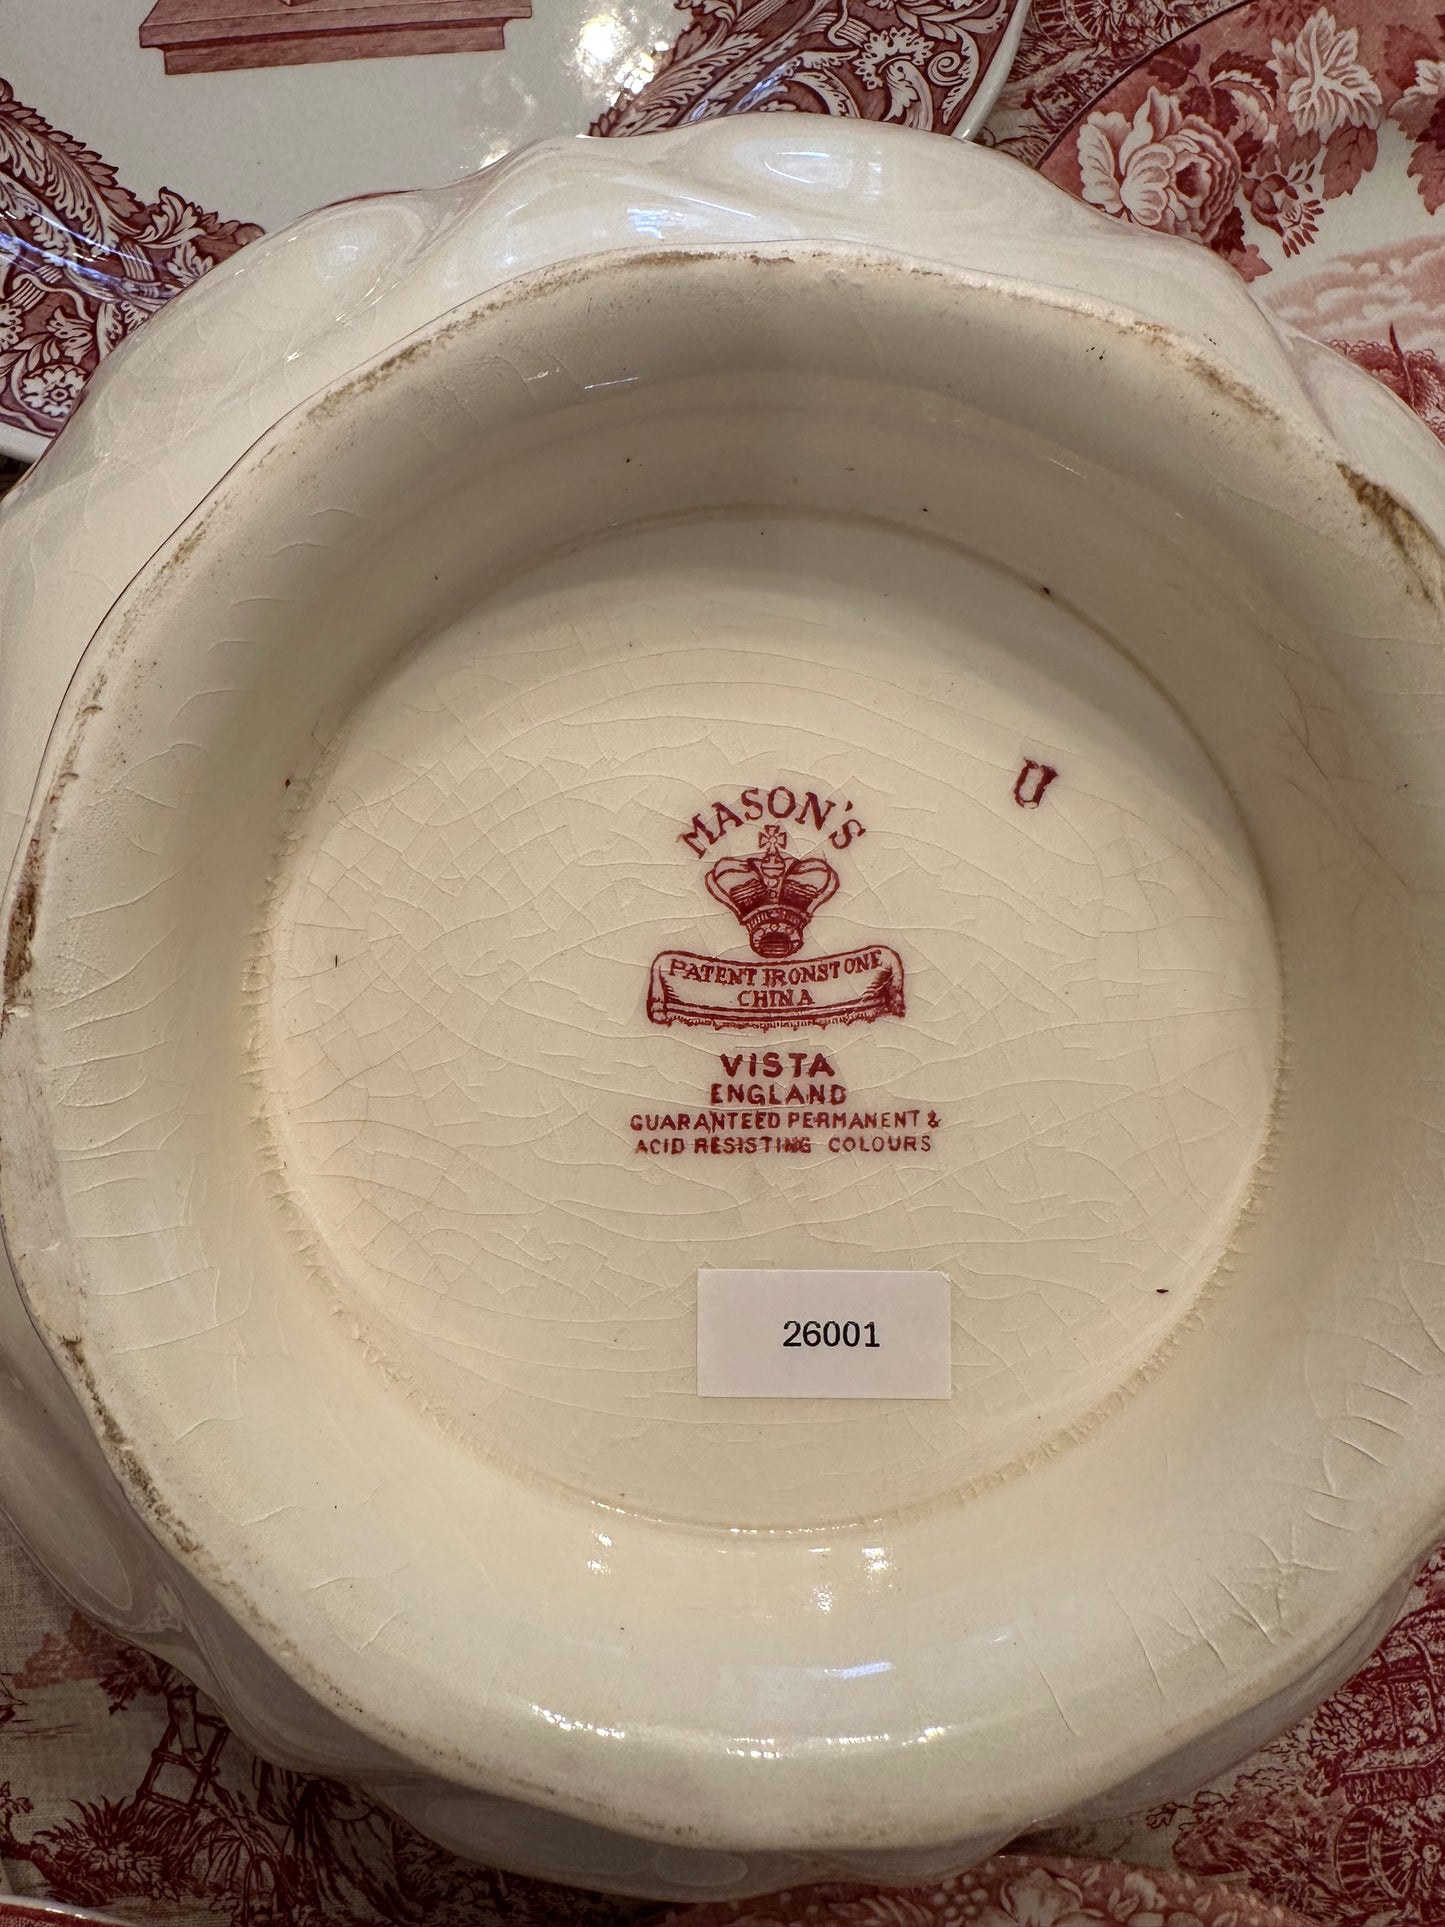 MASON'S
U
PATENT IRONSTONE
CHINA
VISTA
ENGLAND
GUARANTEED PERMANENT &
ACID RESISTING COLOURS
26001